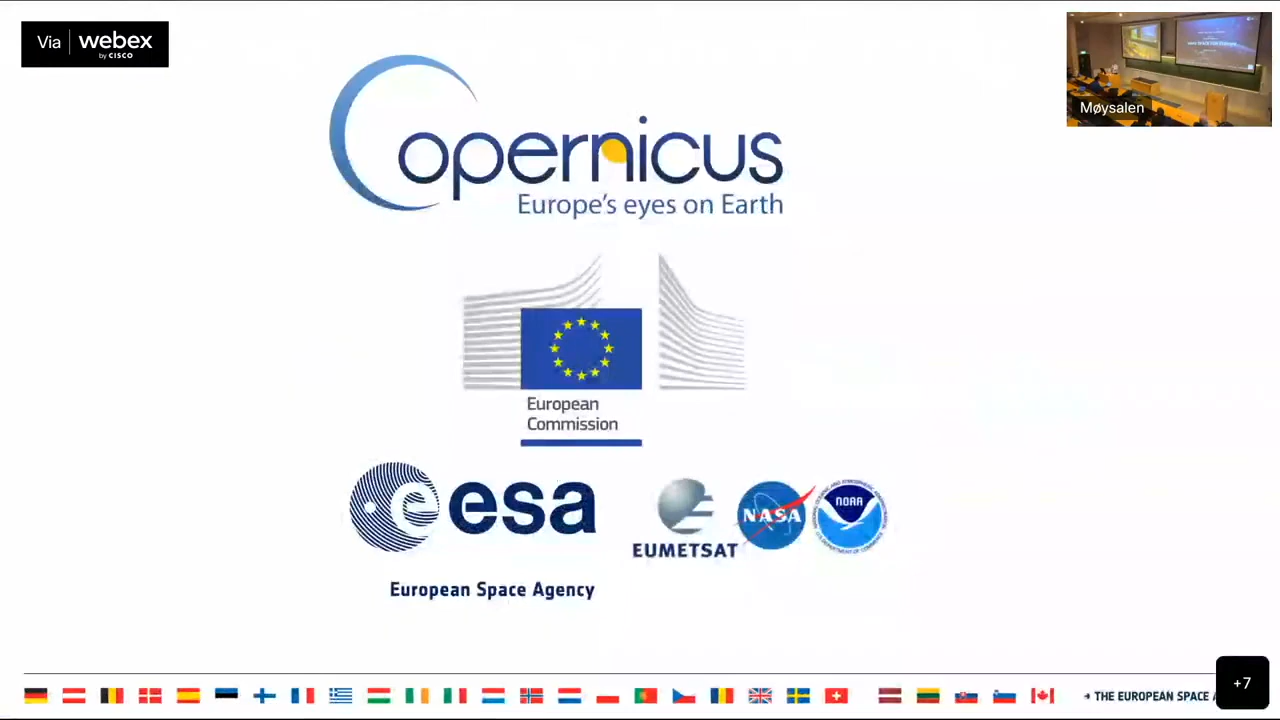 Via webex
by CISCO
Møysalen
Copernicus
Europe's eyes on Earth
European
Commission
esa
European Space Agency
EUMETSAT
NASA
NOAA
+7
THE EUROPEAN SPACE